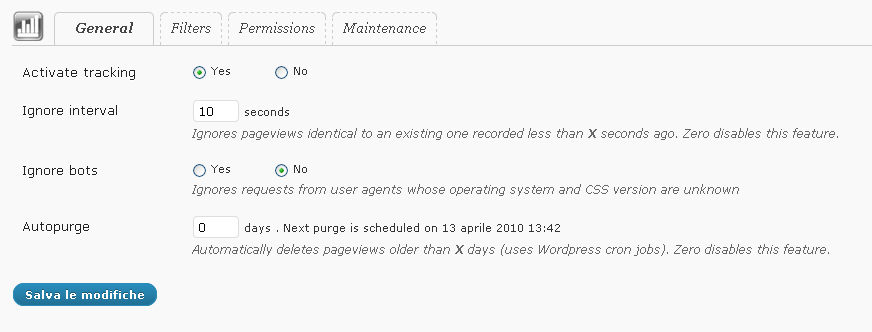 General Filters Permissions Maintenance
Activate tracking Yes No
Ignore interval 10 seconds
Ignores pageviews identical to an existing one recorded less than X seconds ago. Zero disables this feature.
Ignore bots Yes No
Ignores requests from user agents whose operating system and CSS version are unknown
Autopurge 0 days . Next purge is scheduled on 13 aprile 2010 13:42
Automatically deletes pageviews older than X days (uses Wordpress cron jobs). Zero disables this feature.
Salva le modifiche